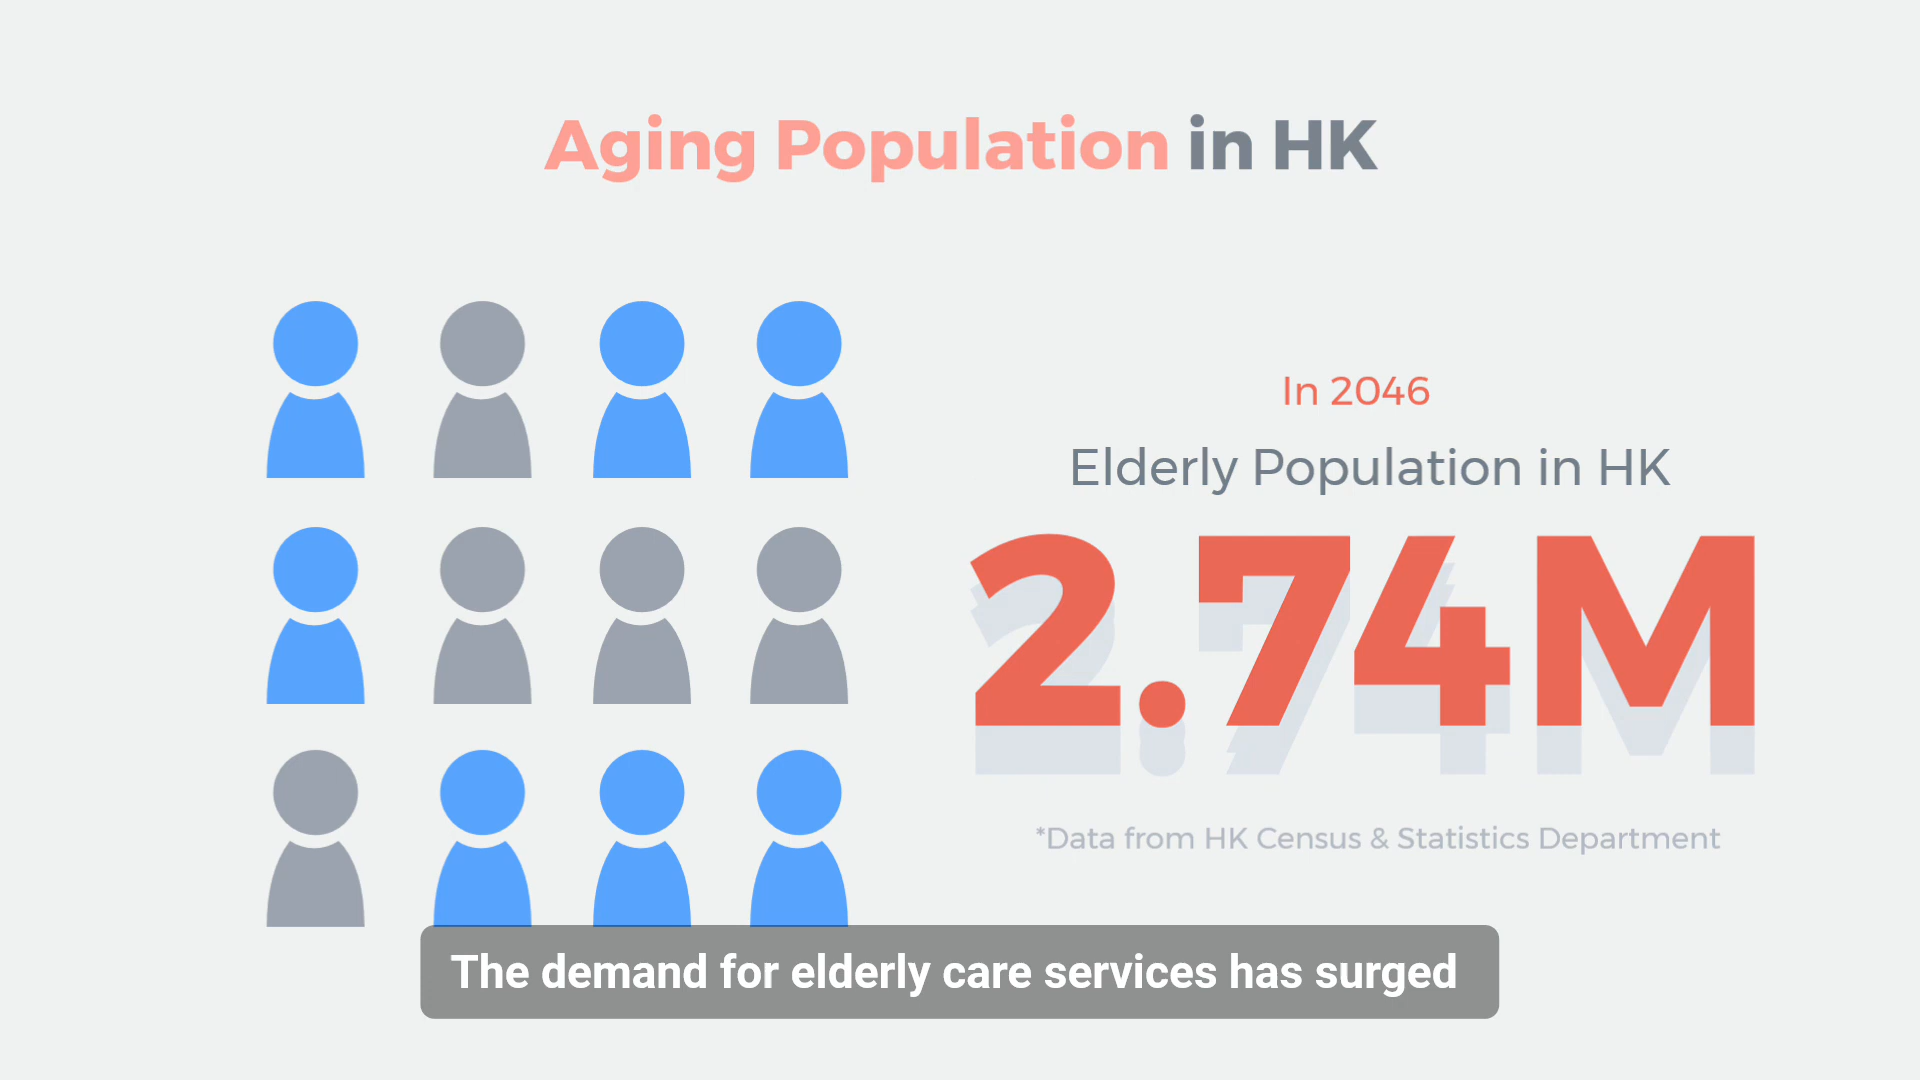 Aging Population in HK
In 2046
Elderly Population in HK
2.74M
*Data from HK Census & Statistics Department
The demand for elderly care services has surged